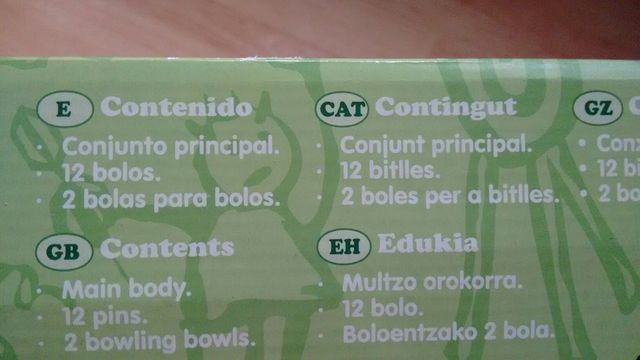 E Contenido
· Conjunto principal.
· 12 bolos.
· 2 bolas para bolos.
CAT Contingut
· Conjunt principal.
· 12 bitlles.
· 2 boles per a bitlles.
GZ
· 12
· 2
GB Contents
· Main body.
· 12 pins.
· 2 bowling bowls.
EH Edukia
· Multzo orokorra.
· 12 bolo.
· Boloentzako 2 bola.